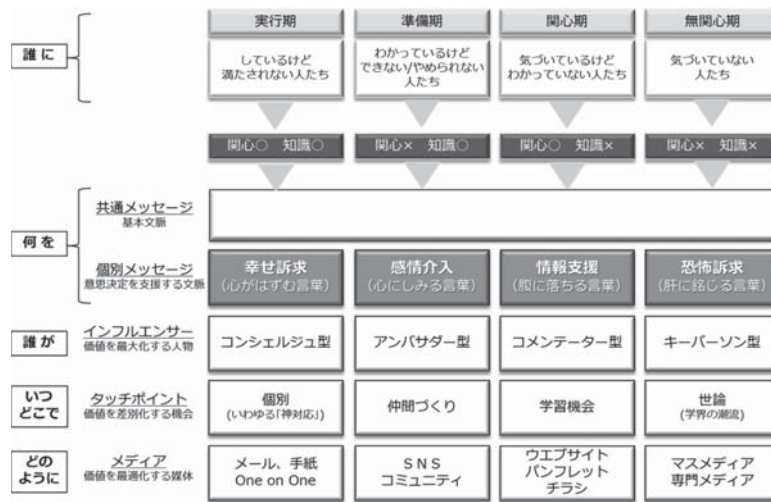 実行期 準備期 関心期 無関心期
誰に
しているけど
満たされない人たち
わかっているけど
できない/やめられない
人たち
気づいているけど
わかっていない人たち
気づいていない
人たち
関心○ 知識○ 関心× 知識○ 関心○ 知識× 関心× 知識×
何を
共通メッセージ
基本文脈
個別メッセージ
意思決定を支援する文脈
幸せ訴求
(心がはずむ言葉)
感情介入
(心にしみる言葉)
情報支援
(腹に落ちる言葉)
恐怖訴求
(肝に銘じる言葉)
誰が
インフルエンサー
価値を最大化する人物
コンシェルジュ型 アンバサダー型 コメンテーター型 キーパーソン型
いつ
どこで
タッチポイント
価値を差別化する機会
個別
(いわゆる「神対応」)
仲間づくり
学習機会
世論
(学界の潮流)
どの
ように
メディア
価値を最適化する媒体
メール、手紙
One on One
SNS
コミュニティ
ウエブサイト
パンフレット
チラシ
マスメディア
専門メディア